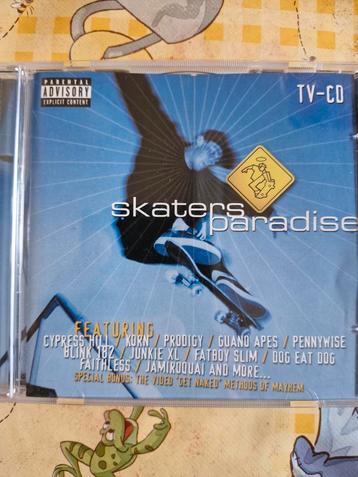 PARENTAL
ADVISORY
EXPLICIT CONTENT
TV-CD
skaters
paradise
FEATURING
CYPRESS HILL / KORN / PRODIGY / GUANO APES / PENNYWISE
BLINK 182 / JUNKIE XL / FATBOY SLIM / DOG EAT DOG
FAITHLESS / JAMIROQUAI AND MORE...
SPECIAL BONUS: THE VIDEO 'GET NAKED' METHODS OF MAYHEM